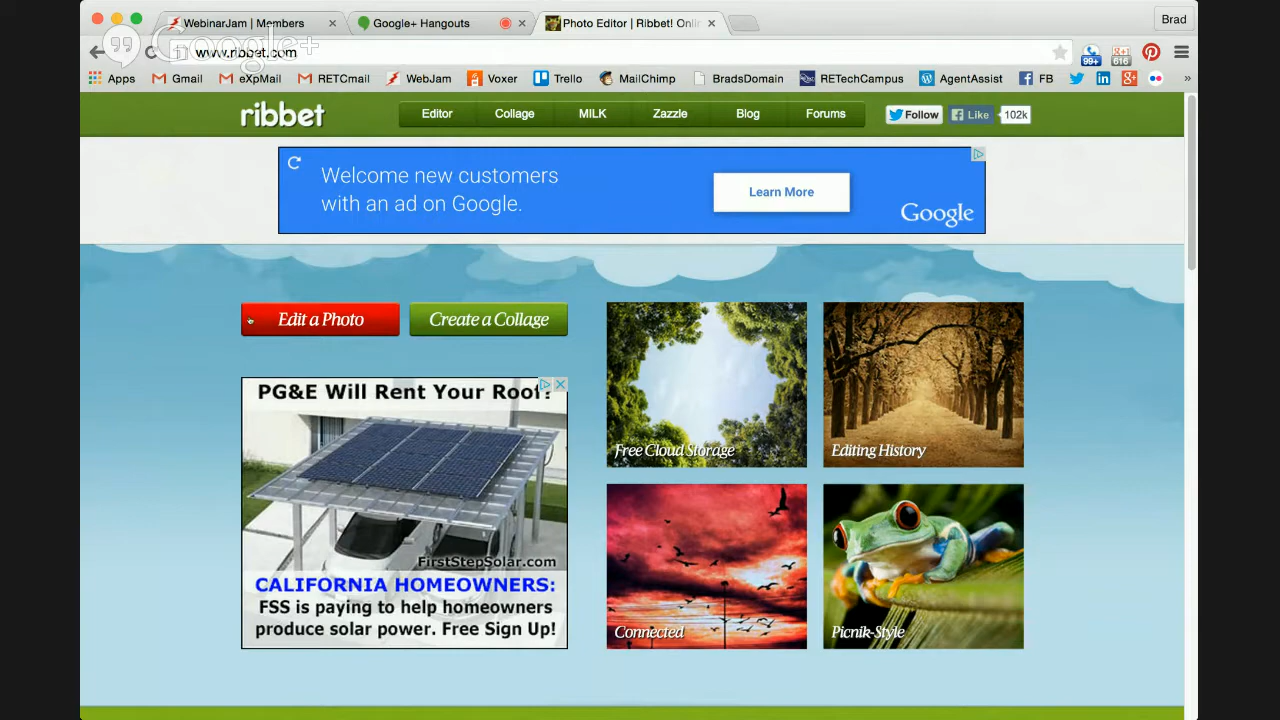 WebinarJam | Members
Google+ Hangouts
Photo Editor | Ribbet! Onli
Brad
Google+
www.ribbet.com
99+
616
Apps
Gmail
eXpMail
RETCmail
WebJam
Voxer
Trello
MailChimp
BradsDomain
RETechCampus
AgentAssist
FB
»
ribbet
Editor
Collage
MILK
Zazzle
Blog
Forums
Follow
Like
102k
Welcome new customers
with an ad on Google.
Learn More
Google
Edit a Photo
Create a Collage
PG&E Will Rent Your Roof?
FirstStepSolar.com
CALIFORNIA HOMEOWNERS:
FSS is paying to help homeowners
produce solar power. Free Sign Up!
Free Cloud Storage
Editing History
Connected
Picnik-Style